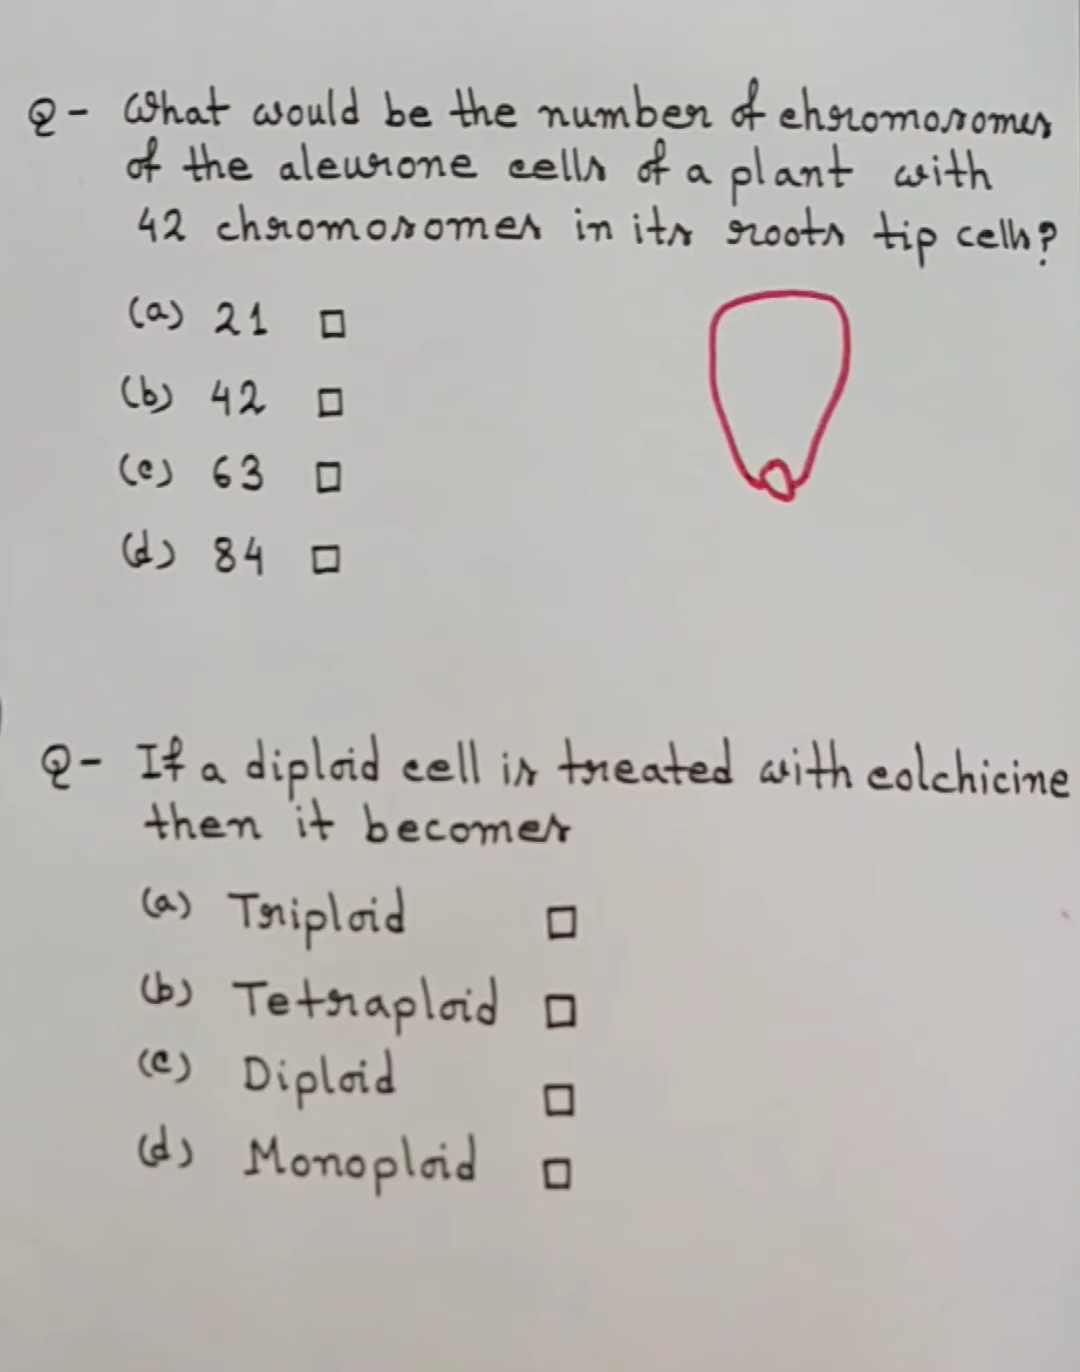 Q- What would be the number of chromosomes
of the aleurone cells of a plant with
42 chromosomes in its roots tip cells?
(a) 21
(b) 42
(c) 63
(d) 84
Q- If a diploid cell is treated with colchicine
then it becomes
(a) Triploid
(b) Tetraploid
(c) Diploid
(d) Monoploid